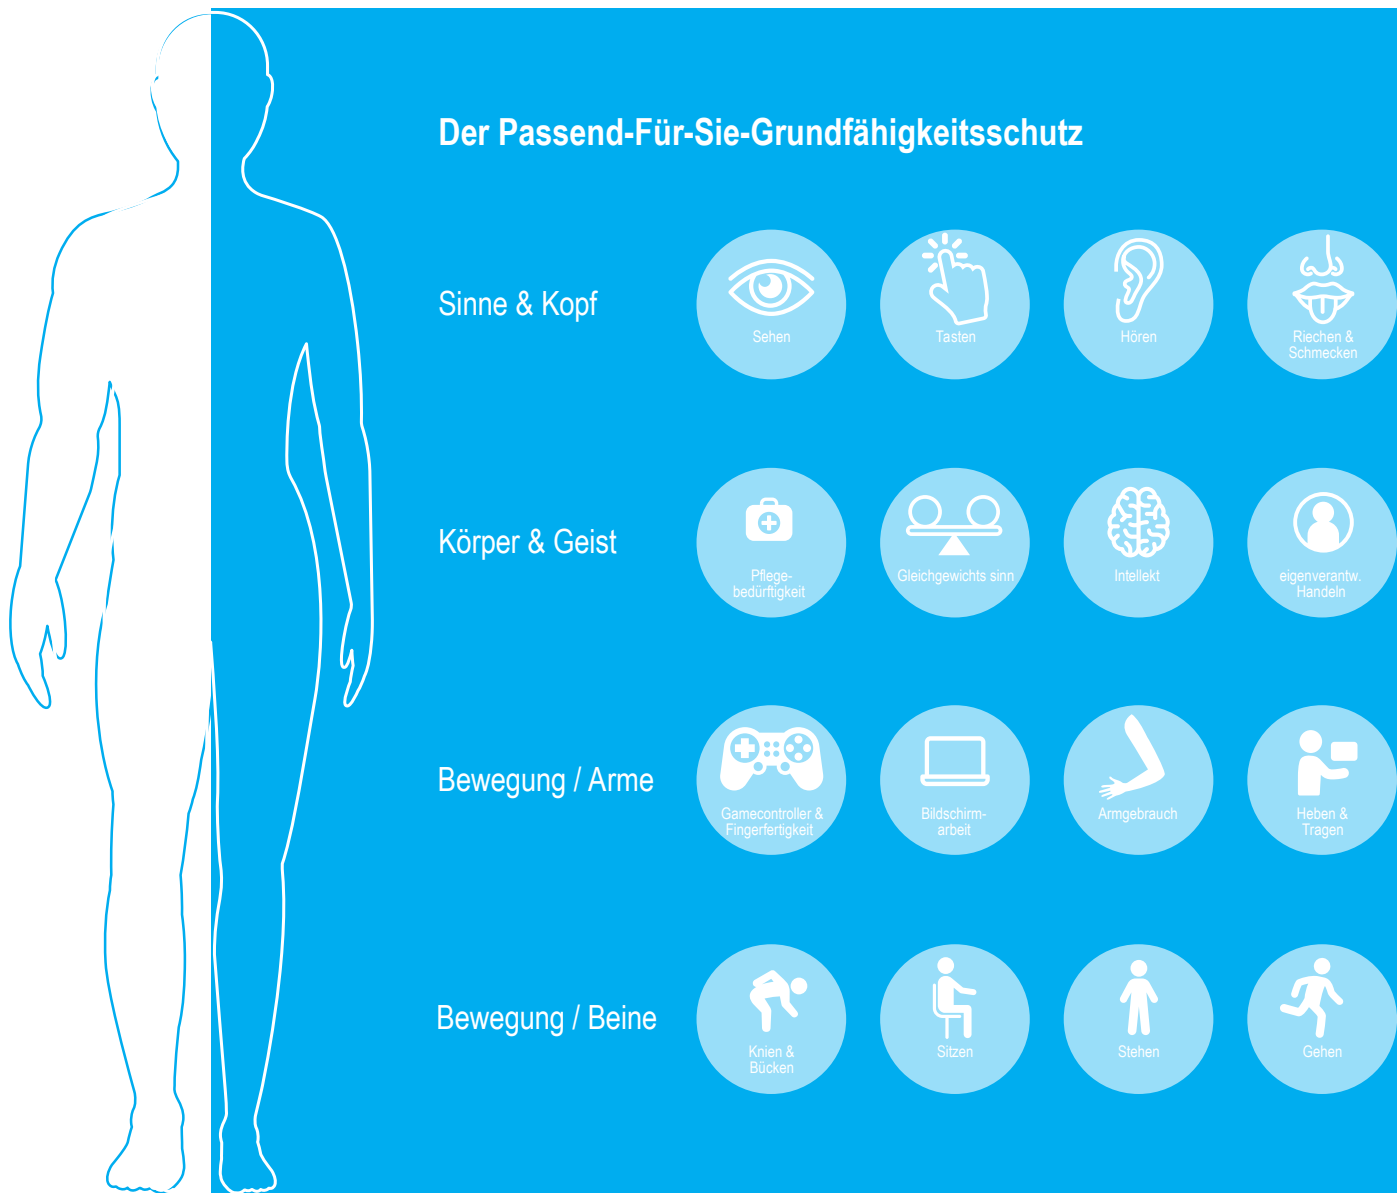 Der Passend-Für-Sie-Grundfähigkeitsschutz
Sinne & Kopf
Sehen
Tasten
Hören
Riechen &
Schmecken
Körper & Geist
Pflege-
bedürftigkeit
Gleichgewichts sinn
Intellekt
eigenverantw.
Handeln
Bewegung / Arme
Gamecontroller &
Fingerfertigkeit
Bildschirm-
arbeit
Armgebrauch
Heben &
Tragen
Bewegung / Beine
Knien &
Bücken
Sitzen
Stehen
Gehen